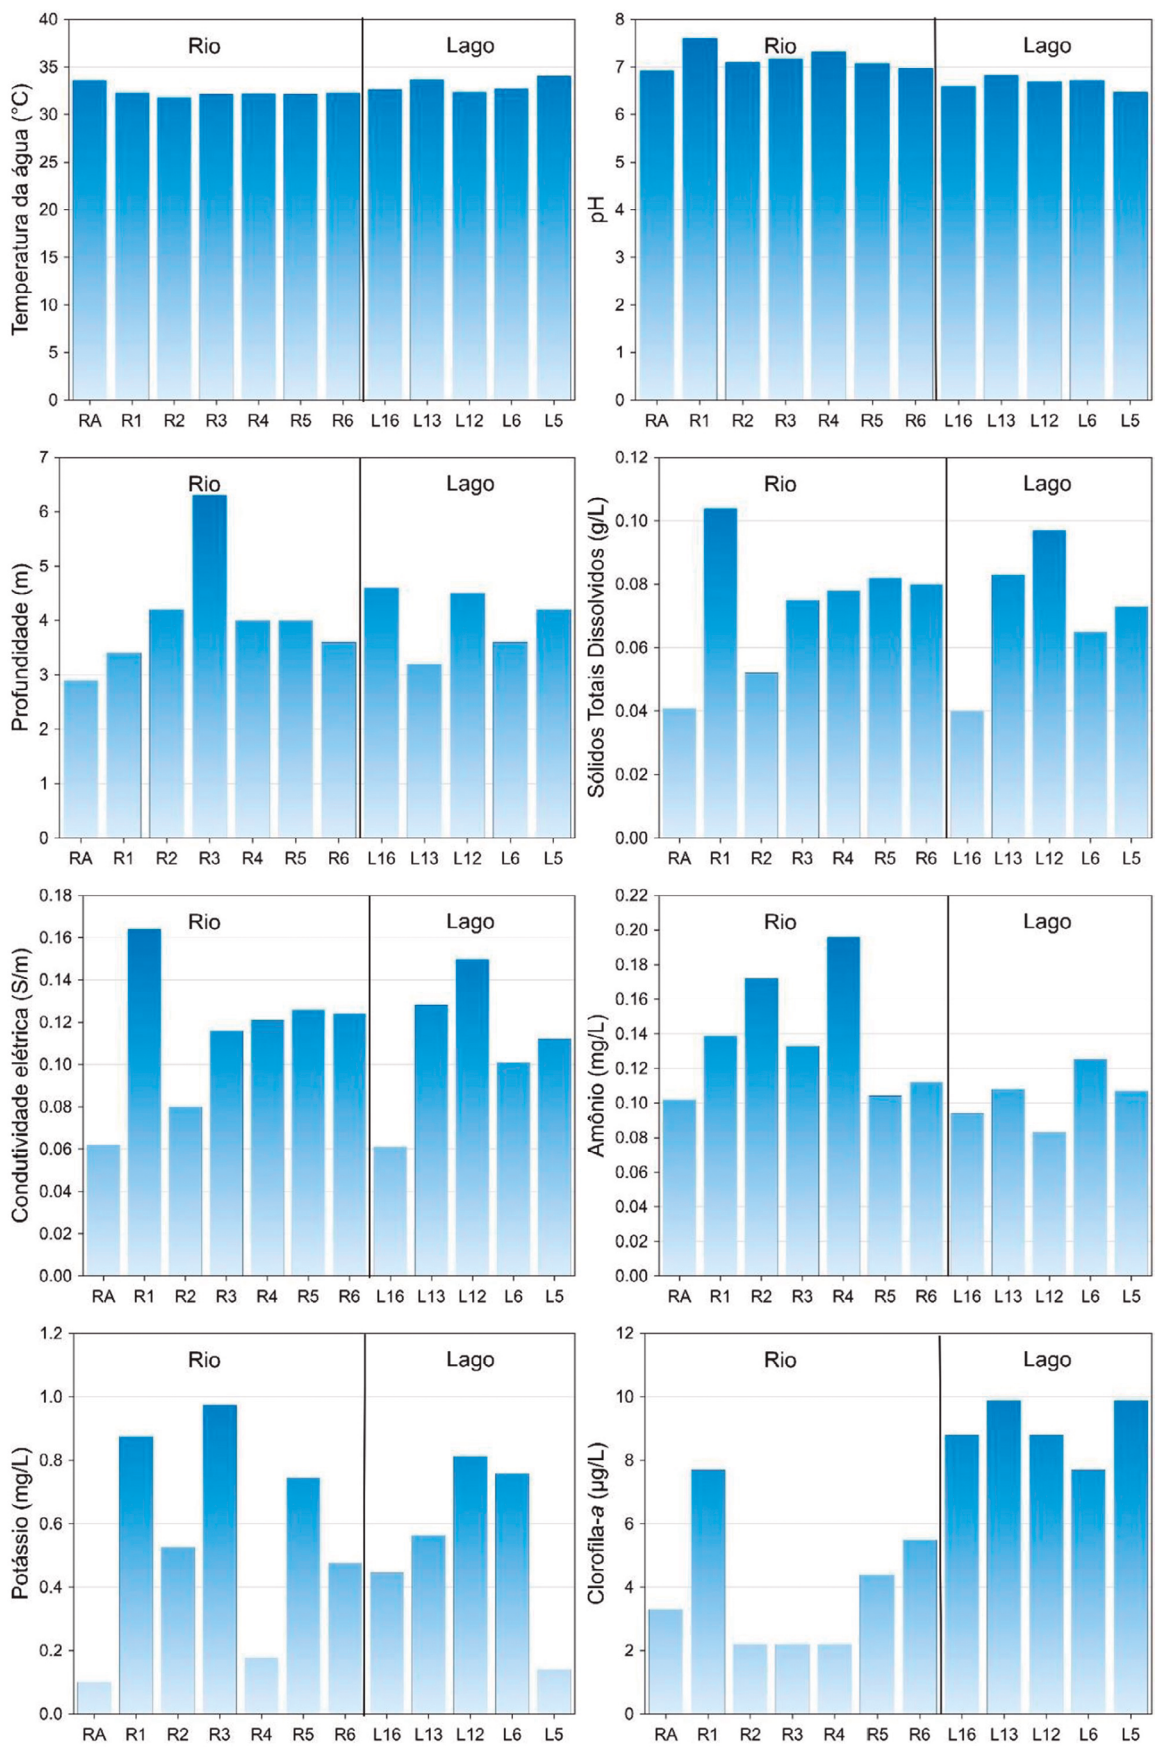 Temperatura da água (°C)
40
35
30
25
20
15
10
5
0
Rio
Lago
RA R1 R2 R3 R4 R5 R6 L16 L13 L12 L6 L5
pH
8
7
6
5
4
3
2
1
0
Rio
Lago
RA R1 R2 R3 R4 R5 R6 L16 L13 L12 L6 L5
Profundidade (m)
7
6
5
4
3
2
1
0
Rio
Lago
RA R1 R2 R3 R4 R5 R6 L16 L13 L12 L6 L5
Sólidos Totais Dissolvidos (g/L)
0.12
0.10
0.08
0.06
0.04
0.02
0.00
Rio
Lago
RA R1 R2 R3 R4 R5 R6 L16 L13 L12 L6 L5
Condutividade elétrica (S/m)
0.18
0.16
0.14
0.12
0.10
0.08
0.06
0.04
0.02
0.00
Rio
Lago
RA R1 R2 R3 R4 R5 R6 L16 L13 L12 L6 L5
Amônio (mg/L)
0.22
0.20
0.18
0.16
0.14
0.12
0.10
0.08
0.06
0.04
0.02
0.00
Rio
Lago
RA R1 R2 R3 R4 R5 R6 L16 L13 L12 L6 L5
Potássio (mg/L)
1.2
1.0
0.8
0.6
0.4
0.2
0.0
Rio
Lago
RA R1 R2 R3 R4 R5 R6 L16 L13 L12 L6 L5
Clorofila-a (µg/L)
12
10
8
6
4
2
0
Rio
Lago
RA R1 R2 R3 R4 R5 R6 L16 L13 L12 L6 L5